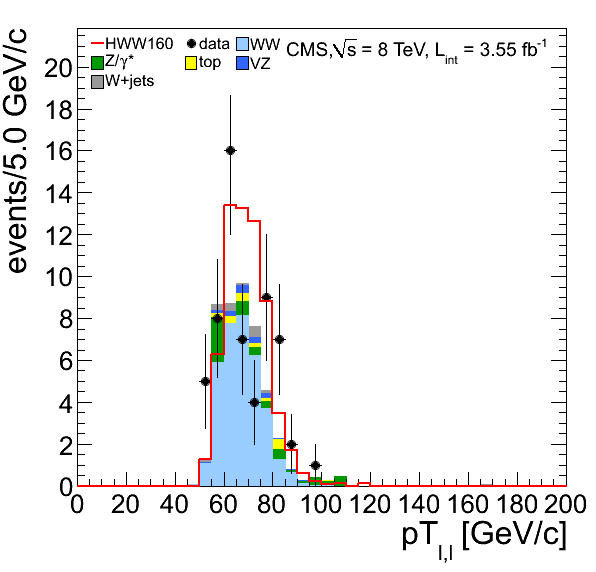 HWW160 data WW CMS,√s = 8 TeV, Lint = 3.55 fb-1
Z/γ* top VZ
W+jets
events/5.0 GeV/c
20
18
16
14
12
10
8
6
4
2
0
0 20 40 60 80 100 120 140 160 180 200
pTl,l [GeV/c]